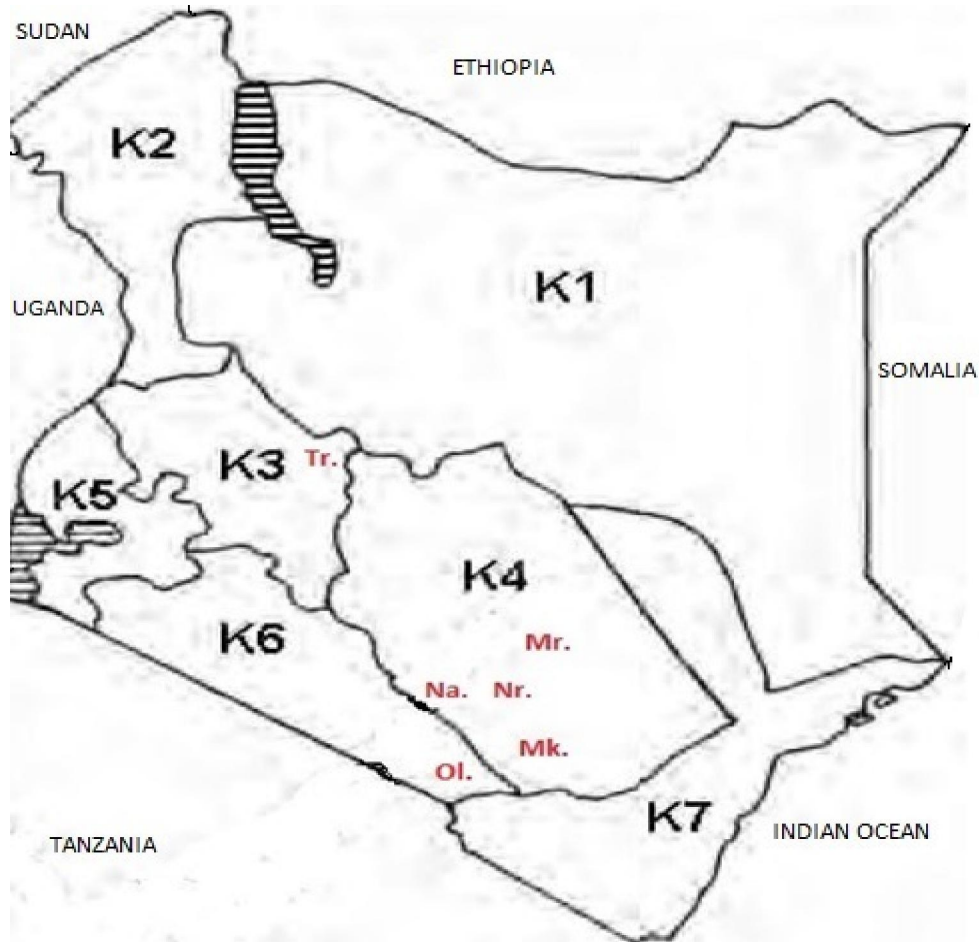 SUDAN
ETHIOPIA
K2
K1
UGANDA
SOMALIA
K3
Tr.
K5
K4
K6
Mr.
Na.
Nr.
Mk.
Ol.
K7
TANZANIA
INDIAN OCEAN